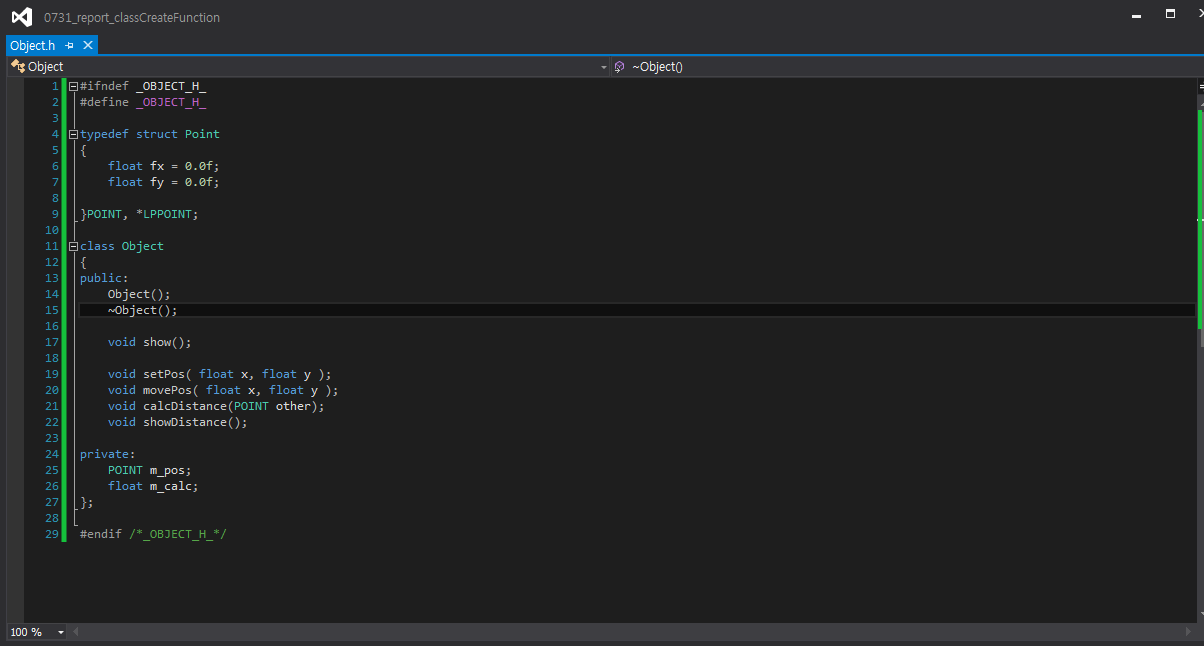 0731_report_classCreateFunction
Object.h
Object ~Object()
1 #ifndef _OBJECT_H_
2 #define _OBJECT_H_
3
4 typedef struct Point
5 {
6 float fx = 0.0f;
7 float fy = 0.0f;
8
9 }POINT, *LPPOINT;
10
11 class Object
12 {
13 public:
14 Object();
15 ~Object();
16
17 void show();
18
19 void setPos( float x, float y );
20 void movePos( float x, float y );
21 void calcDistance(POINT other);
22 void showDistance();
23
24 private:
25 POINT m_pos;
26 float m_calc;
27 };
28
29 #endif /*_OBJECT_H_*/
100 %